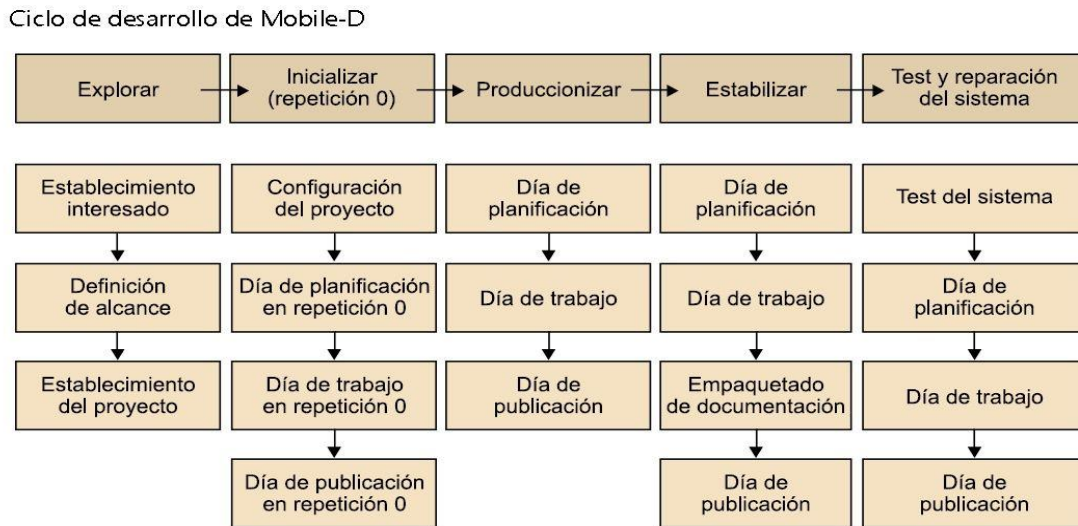 Ciclo de desarrollo de Mobile-D
Explorar
Inicializar
(repetición 0)
Produccionizar
Estabilizar
Test y reparación
del sistema
Establecimiento
interesado
Configuración
del proyecto
Día de
planificación
Día de
planificación
Test del sistema
Definición
de alcance
Día de planificación
en repetición 0
Día de trabajo
Día de trabajo
Día de
planificación
Establecimiento
del proyecto
Día de trabajo
en repetición 0
Día de
publicación
Empaquetado
de documentación
Día de trabajo
Día de publicación
en repetición 0
Día de
publicación
Día de
publicación